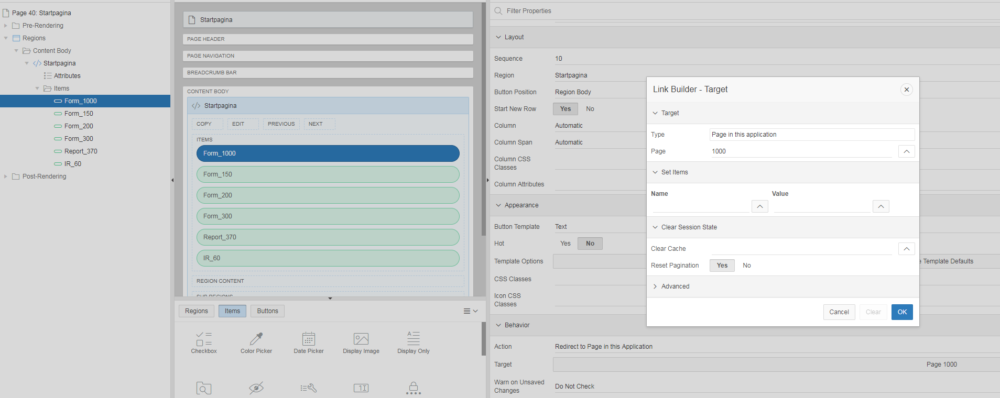 Page 40: Startpagina
Pre-Rendering
Regions
Content Body
Startpagina
Attributes
Items
Form_1000
Form_150
Form_200
Form_300
Report_370
IR_60
Post-Rendering
Startpagina
PAGE HEADER
PAGE NAVIGATION
BREADCRUMB BAR
CONTENT BODY
Startpagina
COPY EDIT PREVIOUS NEXT
ITEMS
Form_1000
Form_150
Form_200
Form_300
Report_370
IR_60
REGION CONTENT
SUB REGIONS
Regions Items Buttons
Checkbox Color Picker Date Picker Display Image Display Only
Filter Properties
Layout
Sequence 10
Region Startpagina
Button Position Region Body
Start New Row Yes No
Column Automatic
Column Span Automatic
Column CSS
Classes
Column Attributes
Appearance
Button Template Text
Hot Yes No
Template Options Template Defaults
CSS Classes
Icon CSS
Classes
Behavior
Action Redirect to Page in this Application
Target Page 1000
Warn on Unsaved
Changes Do Not Check
Link Builder - Target
Target
Type Page in this application
Page 1000
Set Items
Name Value
Clear Session State
Clear Cache
Reset Pagination Yes No
Advanced
Cancel Clear OK